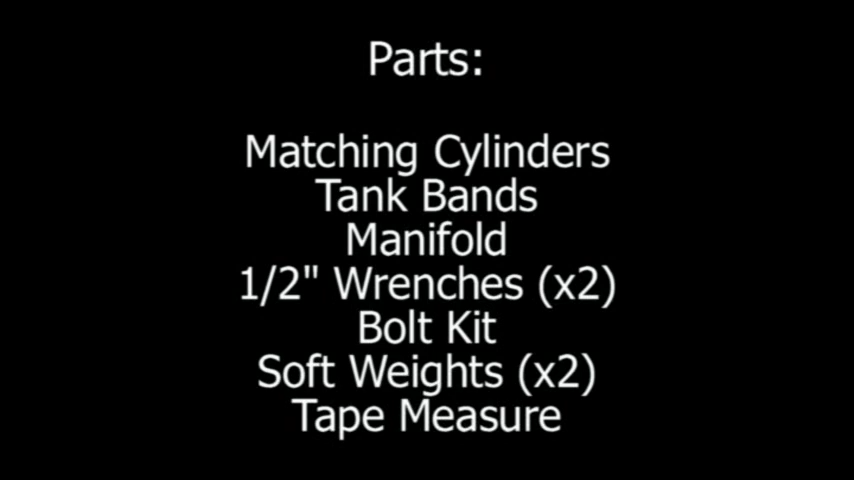 Parts:
Matching Cylinders
Tank Bands
Manifold
1/2" Wrenches (x2)
Bolt Kit
Soft Weights (x2)
Tape Measure